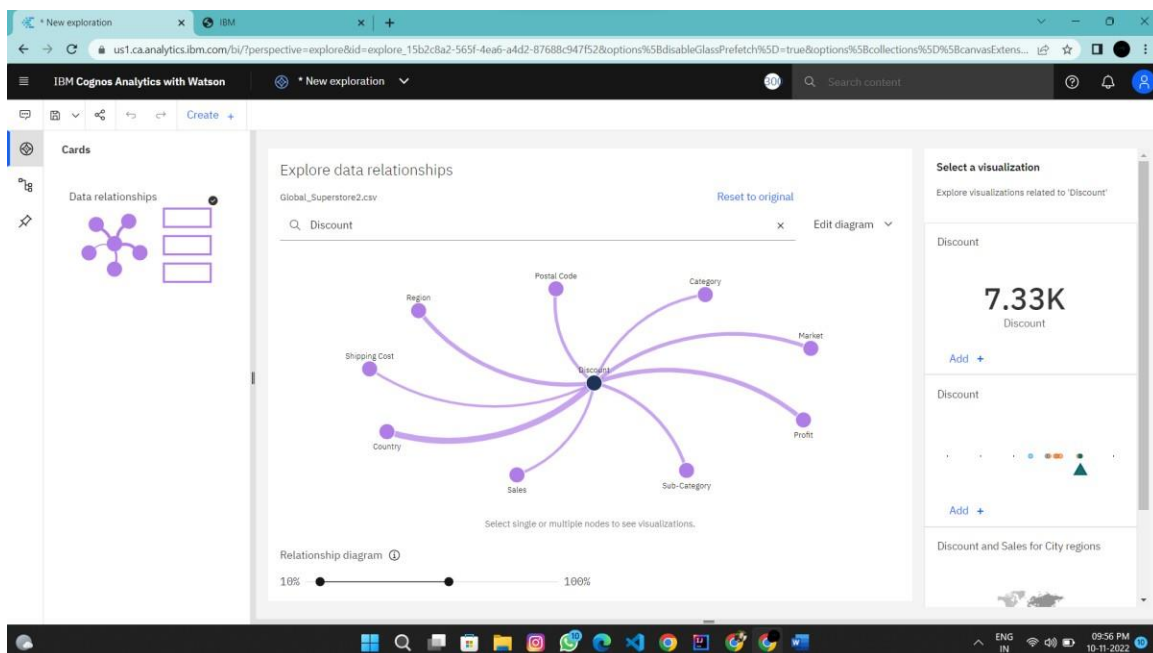 * New exploration
IBM
us1.ca.analytics.ibm.com/bi/?perspective=explore&id=explore_15b2c8a2-565f-4ea6-a4d2-87688c947f52&options%5BdisableGlassPrefetch%5D=true&options%5Bcollections%5D%5BcanvasExtens...
IBM Cognos Analytics with Watson
* New exploration
Search content
Create +
Cards
Data relationships
Explore data relationships
Global_Superstore2.csv
Reset to original
Discount
Edit diagram
Postal Code
Category
Region
Market
Shipping Cost
Discount
Country
Profit
Sales
Sub-Category
Select single or multiple nodes to see visualizations.
Relationship diagram
10%
100%
Select a visualization
Explore visualizations related to 'Discount'
Discount
7.33K
Discount
Add +
Discount
Add +
Discount and Sales for City regions
ENG
IN
09:56 PM
10-11-2022